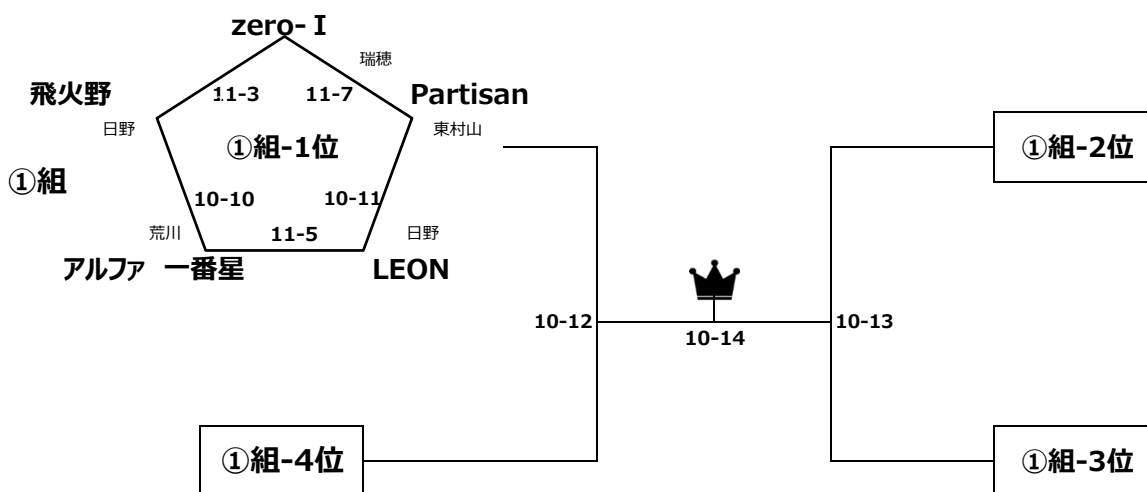 zero-Ⅰ
瑞穂
飛火野
11-3
11-7
Partisan
日野
東村山
①組-1位
①組-2位
①組
10-10
10-11
荒川
11-5
日野
アルファ 一番星
LEON
10-12
10-14
10-13
①組-4位
①組-3位